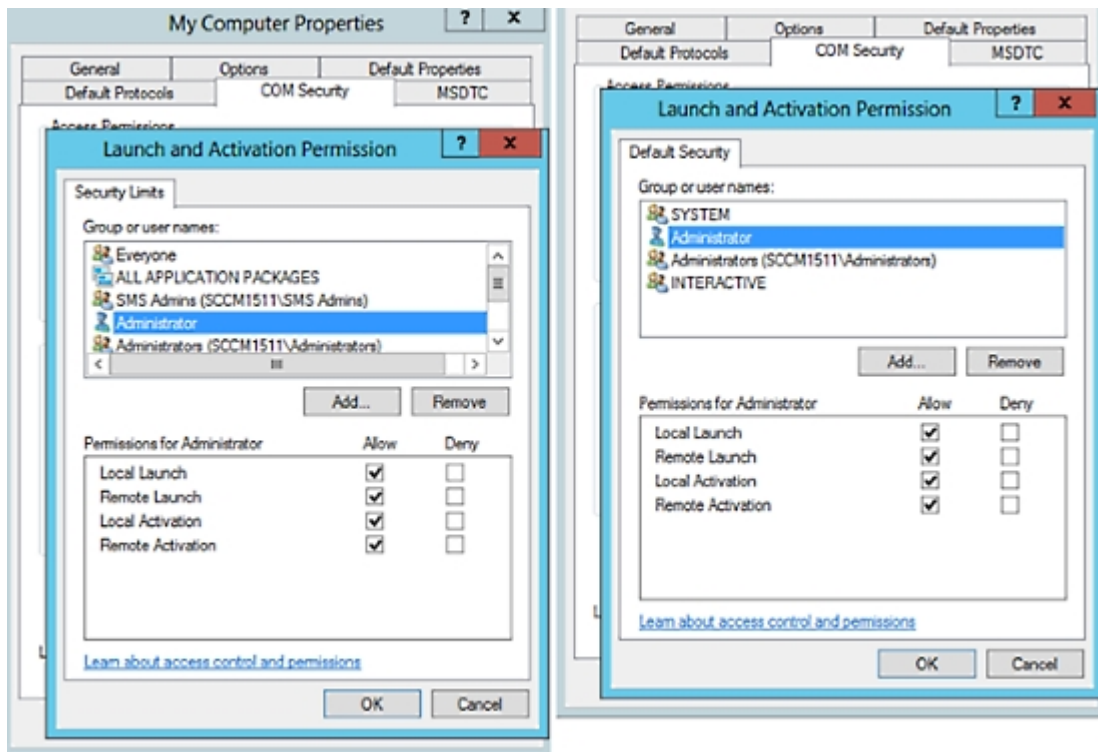 My Computer Properties
? x
General Options Default Properties
Default Protocols COM Security MSDTC
Access Permissions
Launch and Activation Permission
? x
Security Limits
Group or user names:
Everyone
ALL APPLICATION PACKAGES
SMS Admins (SCCM1511\SMS Admins)
Administrator
Administrators (SCCM1511\Administrators)
Add... Remove
Permissions for Administrator Allow Deny
Local Launch
Remote Launch
Local Activation
Remote Activation
Learn about access control and permissions
OK Cancel
General Options Default Properties
Default Protocols COM Security MSDTC
Access Permissions
Launch and Activation Permission
? x
Default Security
Group or user names:
SYSTEM
Administrator
Administrators (SCCM1511\Administrators)
INTERACTIVE
Add... Remove
Permissions for Administrator Allow Deny
Local Launch
Remote Launch
Local Activation
Remote Activation
Learn about access control and permissions
OK Cancel